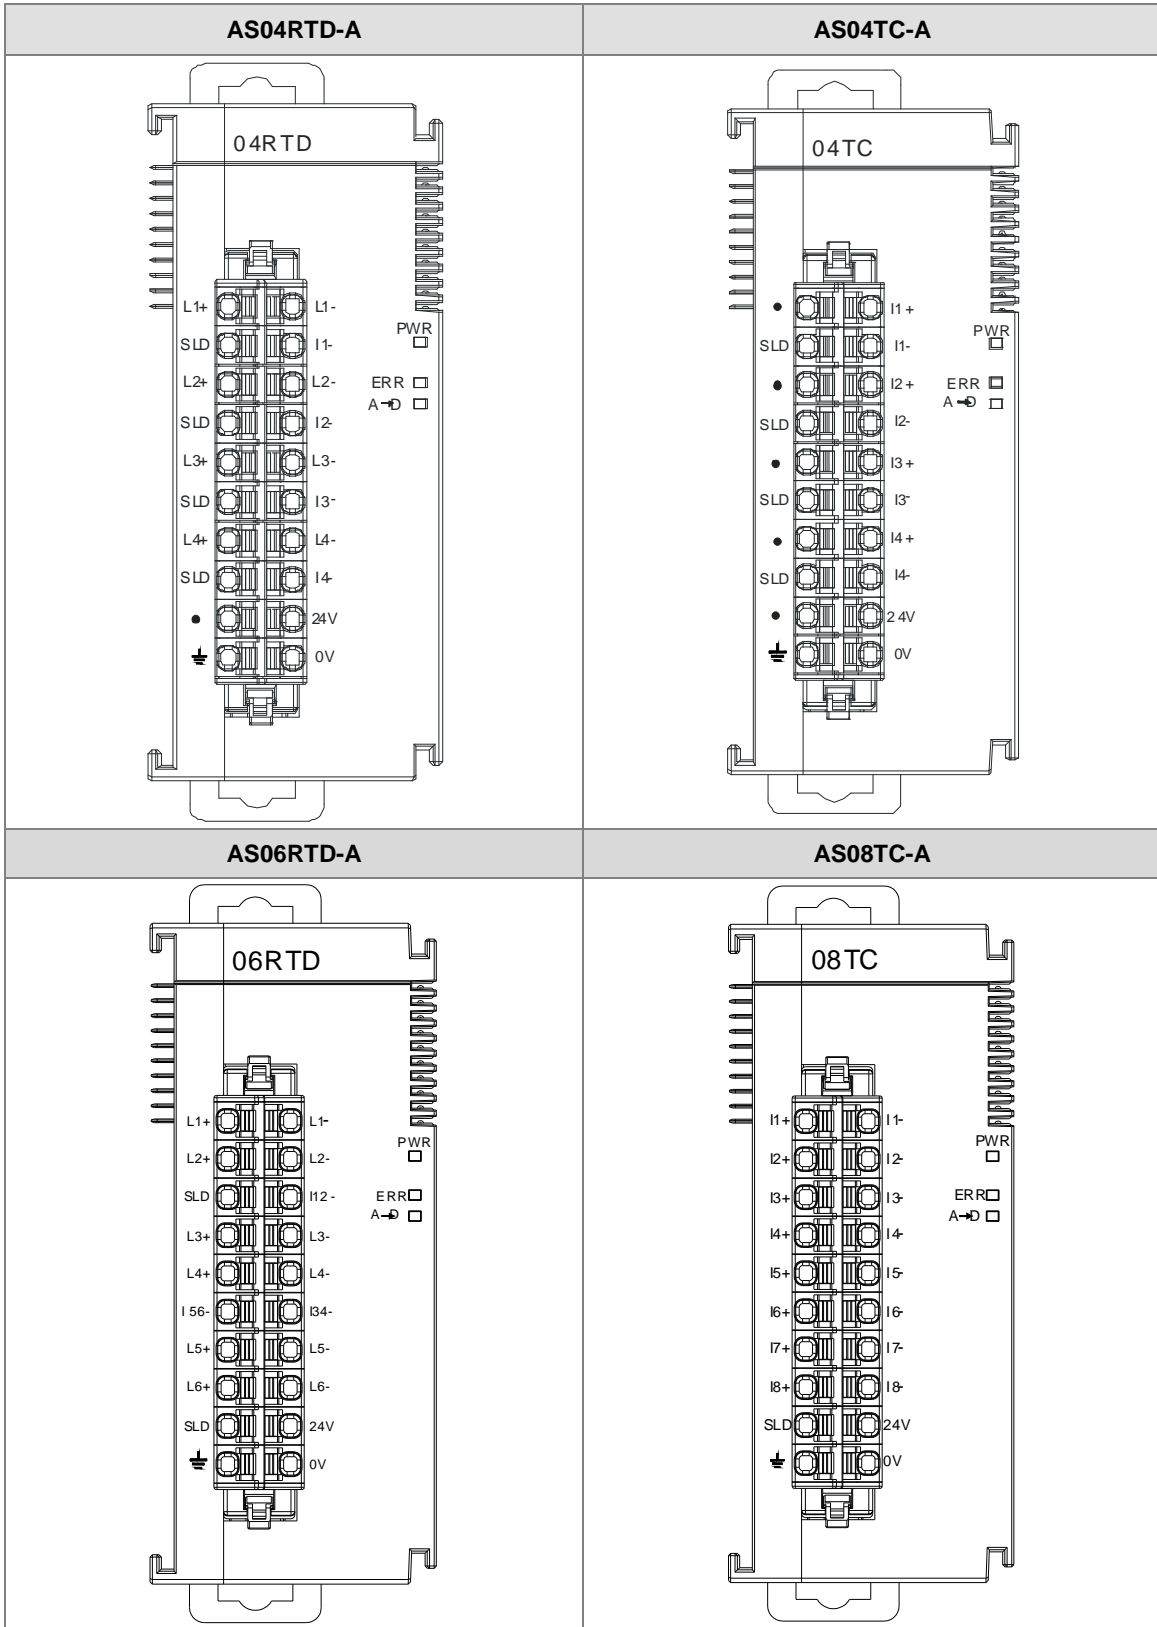 AS04RTD-A
AS04TC-A
04RTD
L1+ L1-
PWR
SLD I1-
L2+ L2-
ERR
A→D
SLD I2-
L3+ L3-
SLD I3-
L4+ L4-
SLD I4-
● 24V
0V
04TC
● I1+
PWR
SLD I1-
● I2+
ERR
A→D
SLD I2-
● I3+
SLD I3-
● I4+
SLD I4-
● 24V
0V
AS06RTD-A
AS08TC-A
06RTD
L1+ L1-
PWR
L2+ L2-
SLD I12-
ERR
A→D
L3+ L3-
L4+ L4-
I56- I34-
L5+ L5-
L6+ L6-
SLD 24V
0V
08TC
I1+ I1-
PWR
I2+ I2-
I3+ I3-
ERR
A→D
I4+ I4-
I5+ I5-
I6+ I6-
I7+ I7-
I8+ I8-
SLD 24V
0V